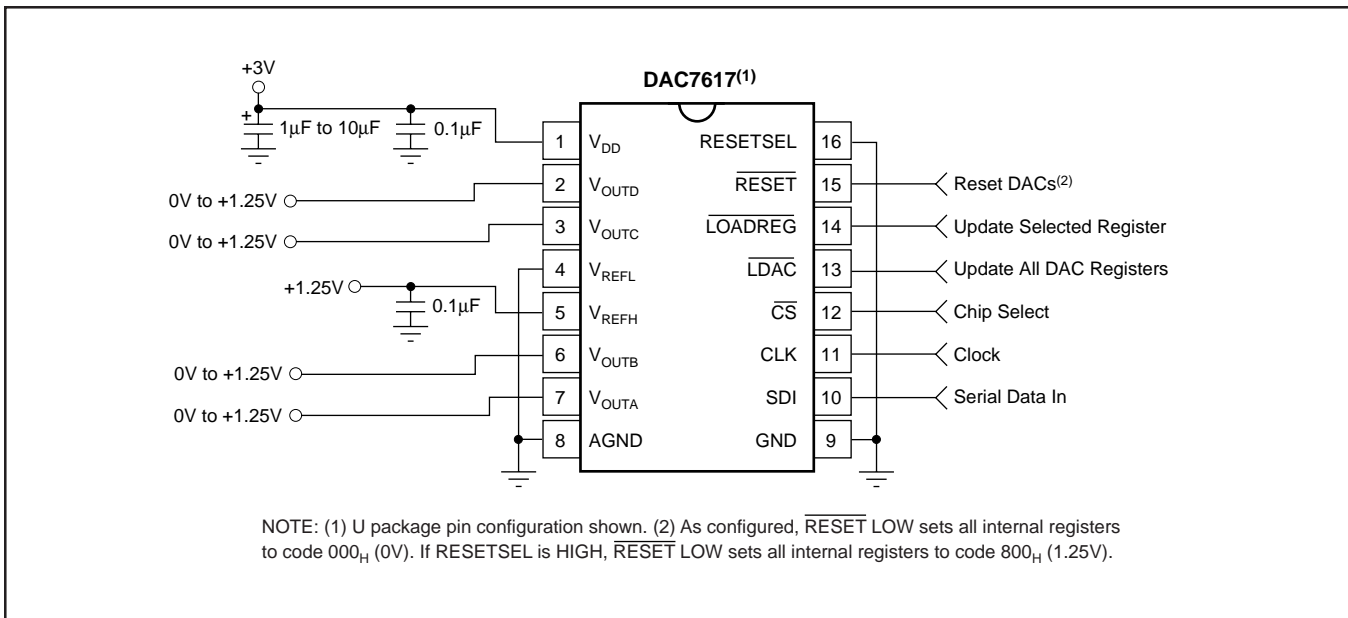 +3V
DAC7617(1)
+
1µF to 10µF
0.1µF
1
VDD
RESETSEL
16
0V to +1.25V
2
VOUTD
RESET
15
Reset DACs(2)
0V to +1.25V
3
VOUTC
LOADREG
14
Update Selected Register
4
VREFL
LDAC
13
Update All DAC Registers
+1.25V
0.1µF
5
VREFH
CS
12
Chip Select
0V to +1.25V
6
VOUTB
CLK
11
Clock
0V to +1.25V
7
VOUTA
SDI
10
Serial Data In
8
AGND
GND
9
NOTE: (1) U package pin configuration shown. (2) As configured, RESET LOW sets all internal registers
to code 000H (0V). If RESETSEL is HIGH, RESET LOW sets all internal registers to code 800H (1.25V).